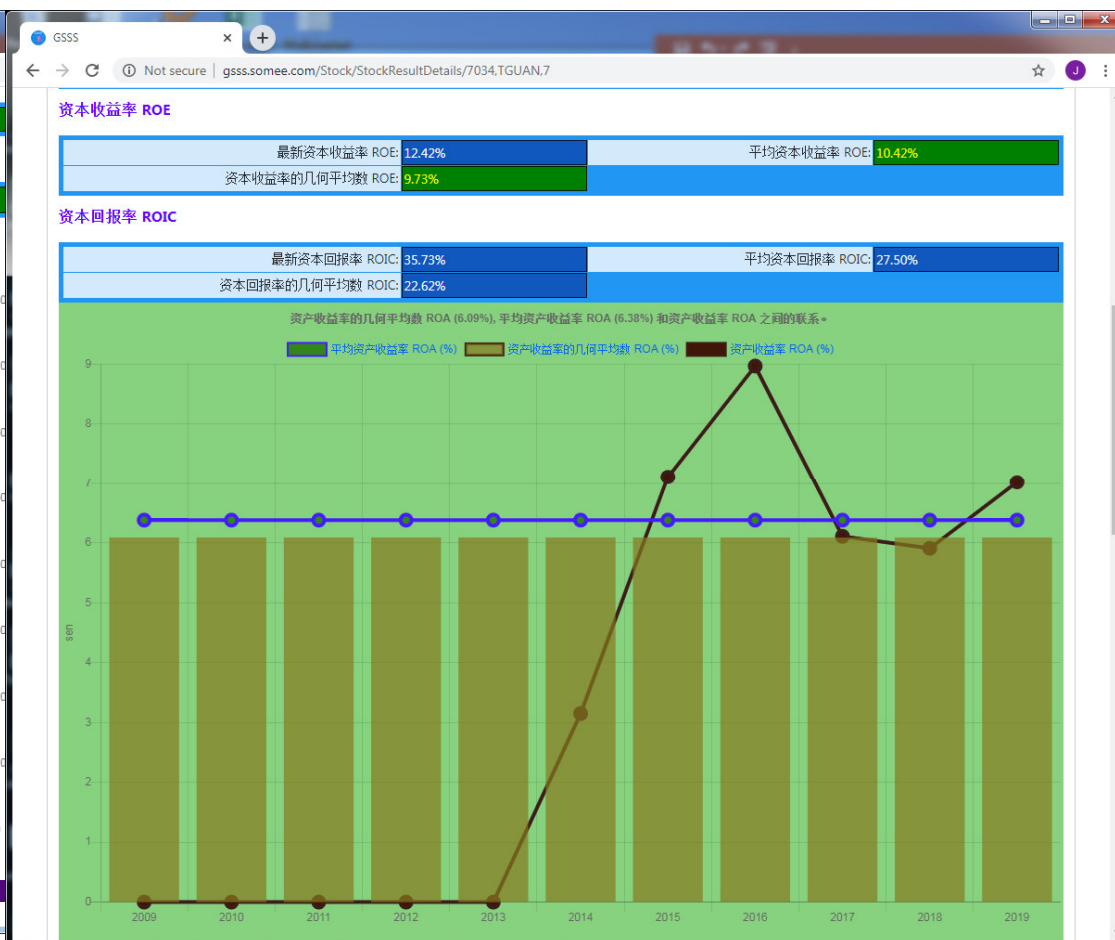 GSSS
Not secure | gsss.somee.com/Stock/StockResultDetails/7034,TGUAN,7
J
资本收益率 ROE
最新资本收益率 ROE: 12.42% 平均资本收益率 ROE: 10.42%
资本收益率的几何平均数 ROE: 9.73%
资本回报率 ROIC
最新资本回报率 ROIC: 35.73% 平均资本回报率 ROIC: 27.50%
资本回报率的几何平均数 ROIC: 22.62%
资产收益率的几何平均数 ROA (6.09%), 平均资产收益率 ROA (6.38%) 和资产收益率 ROA 之间的联系。
平均资产收益率 ROA (%) 资产收益率的几何平均数 ROA (%) 资产收益率 ROA (%)
9
8
7
6
5
sen
4
3
2
1
0
2009 2010 2011 2012 2013 2014 2015 2016 2017 2018 2019